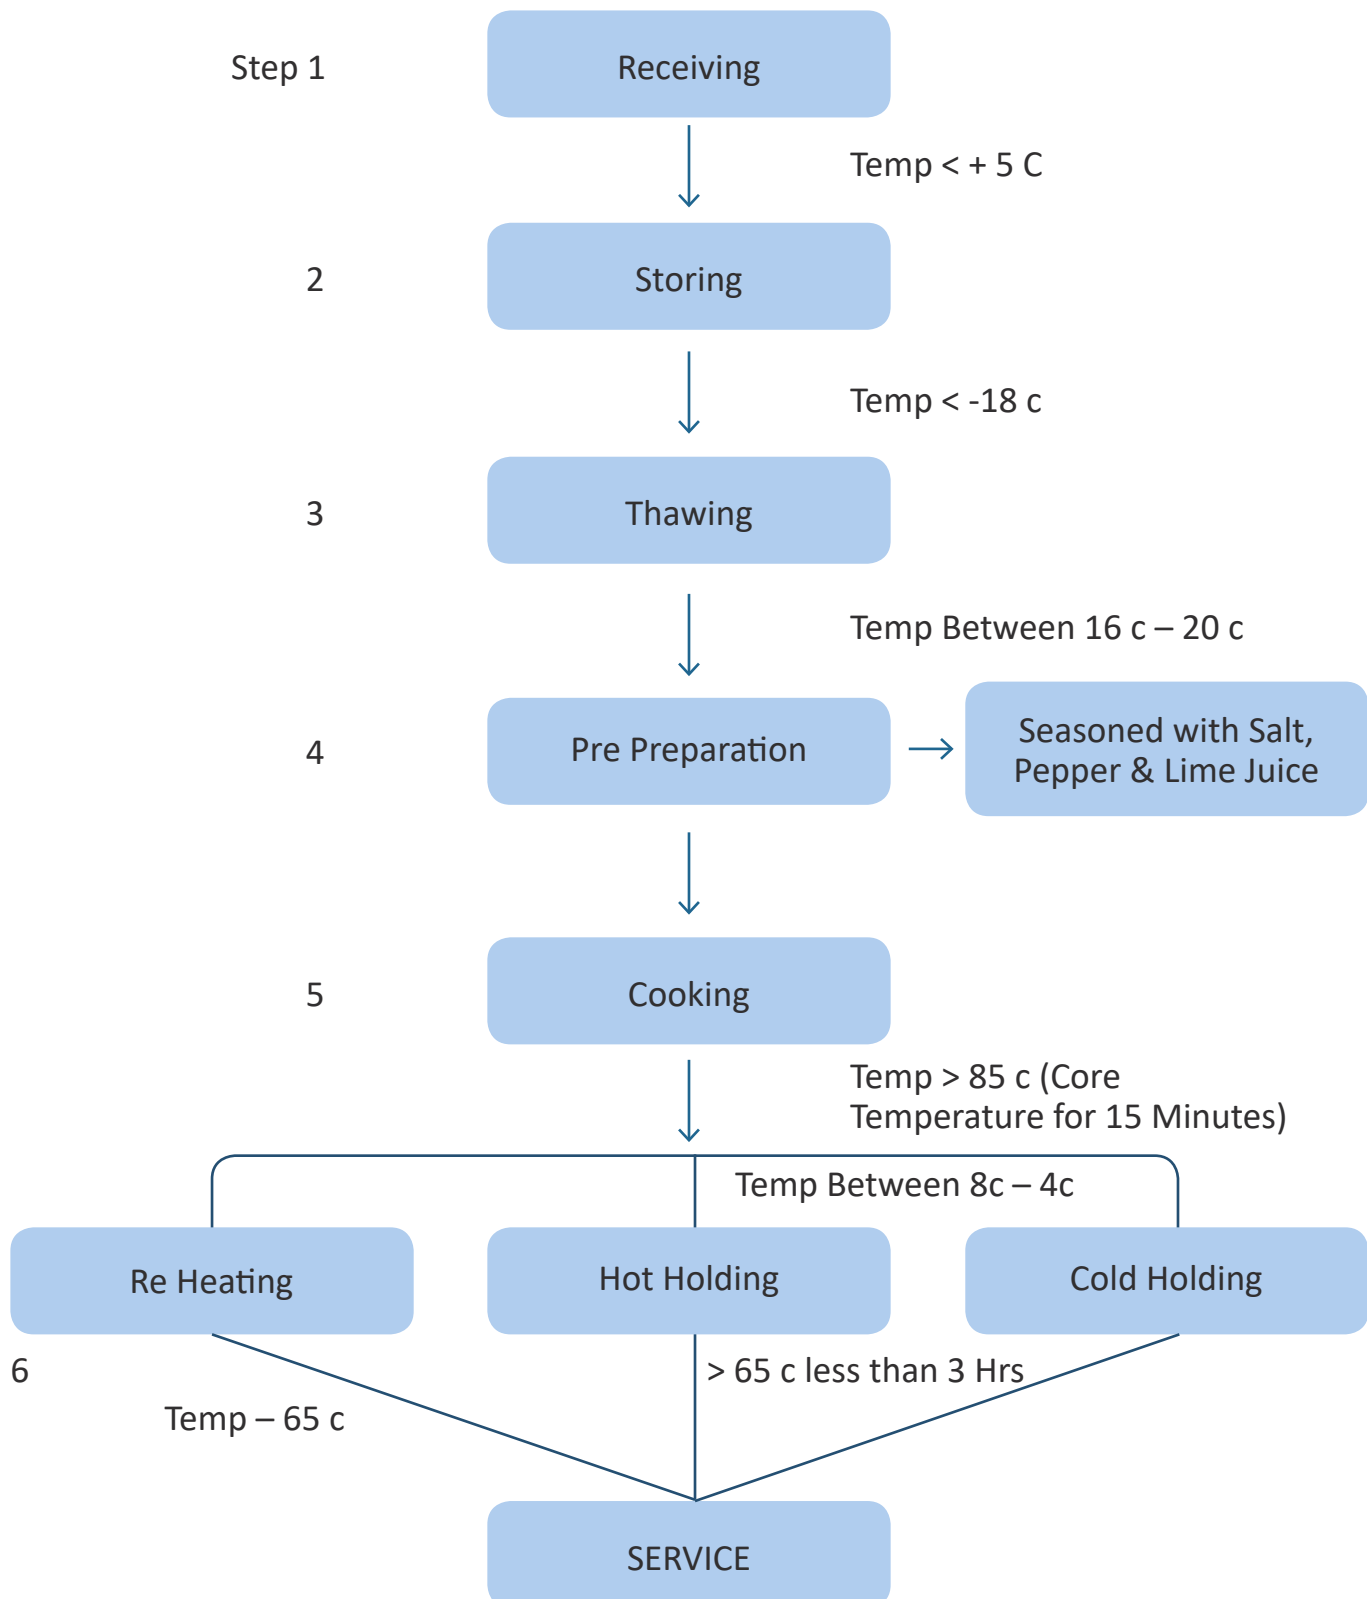 Step 1
Receiving
Temp < + 5 C
2
Storing
Temp < -18 c
3
Thawing
Temp Between 16 c – 20 c
4
Pre Preparation
Seasoned with Salt,
Pepper & Lime Juice
5
Cooking
Temp > 85 c (Core
Temperature for 15 Minutes)
Temp Between 8c – 4c
Re Heating
Hot Holding
Cold Holding
6
> 65 c less than 3 Hrs
Temp – 65 c
SERVICE